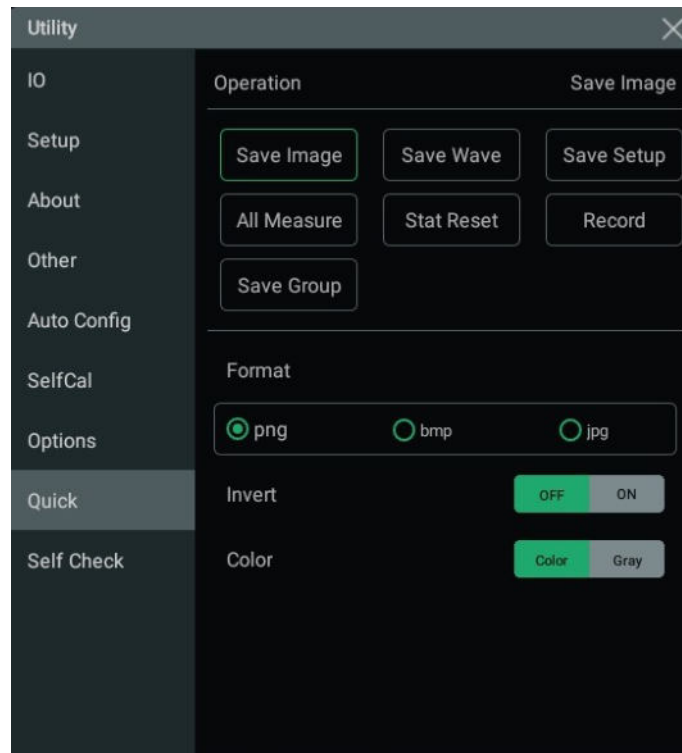 Utility
IO
Setup
About
Other
Auto Config
SelfCal
Options
Quick
Self Check
Operation Save Image
Save Image Save Wave Save Setup
All Measure Stat Reset Record
Save Group
Format
png bmp jpg
Invert OFF ON
Color Color Gray